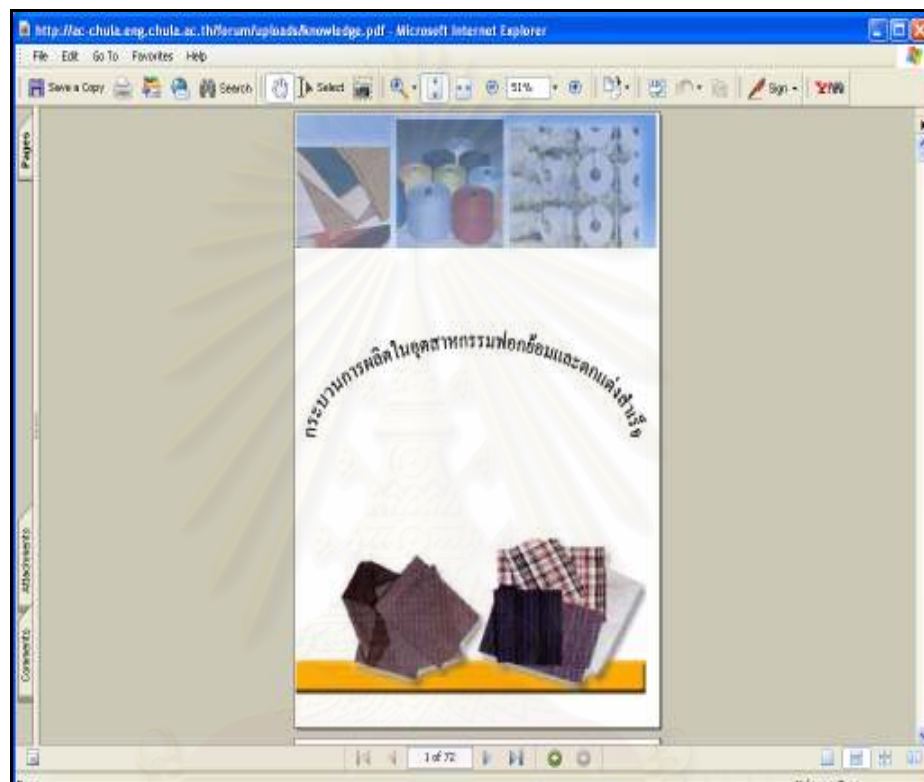 http://ac-chula.eng.chula.ac.th/forum/uploads/knowledge.pdf - Microsoft Internet Explorer
File Edit Go To Favorites Help
Save a Copy Search Select 51% Sign
Pages
กระบวนการผลิตในอุตสาหกรรมฟอกย้อมและตกแต่งสำเร็จ
Attachments
Comments
1 of 72